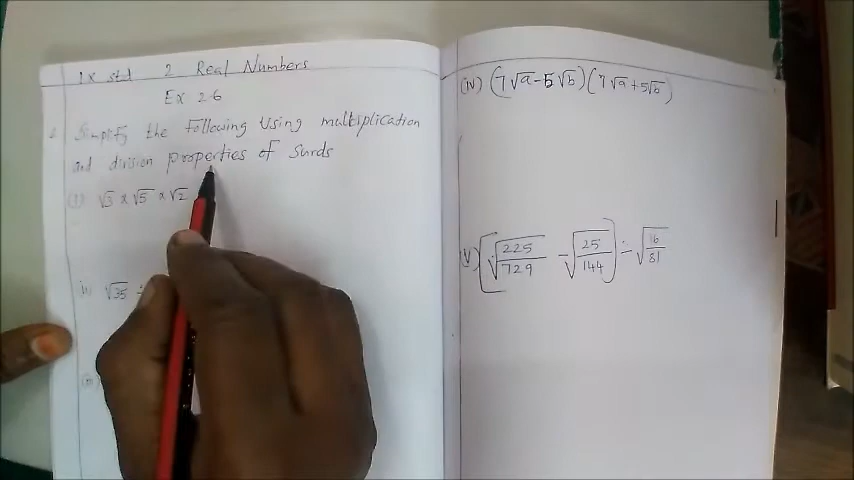 IX std 2 Real Numbers
Ex 2.6
Simplify the following using multiplication
and division properties of surds
(i) √3 × √5 × √2
ii) √35 ÷
(iv) (7√a - 5√b)(7√a + 5√b)
(v) [√225/729 - √25/144] ÷ √16/81